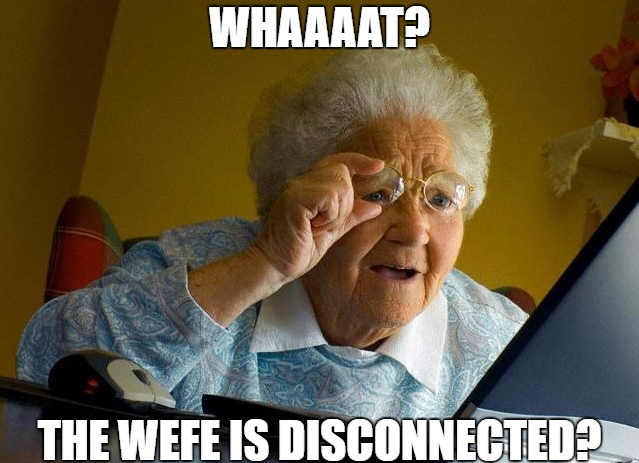 WHAAAAT?
THE WEFE IS DISCONNECTED?